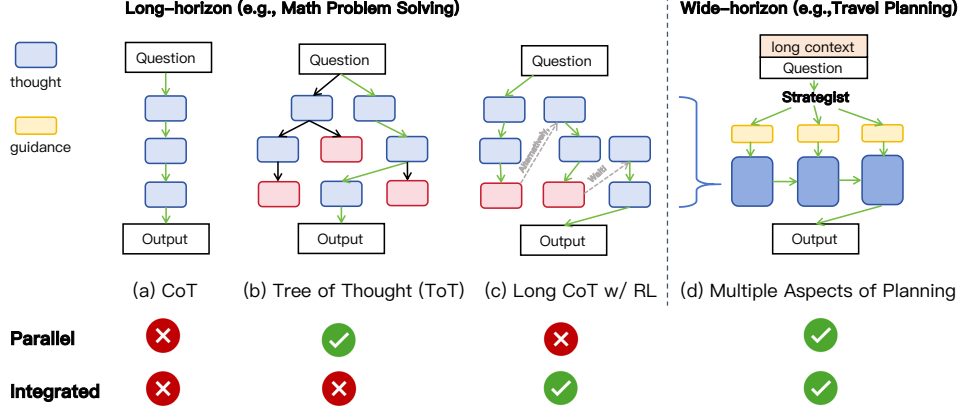 Long-horizon (e.g., Math Problem Solving)
Wide-horizon (e.g.,Travel Planning)
thought
guidance
Question
Output
(a) CoT
Question
Output
(b) Tree of Thought (ToT)
Question
Alternatively,
Wait!
Output
(c) Long CoT w/ RL
long context
Question
Strategist
Output
(d) Multiple Aspects of Planning
Parallel
Integrated